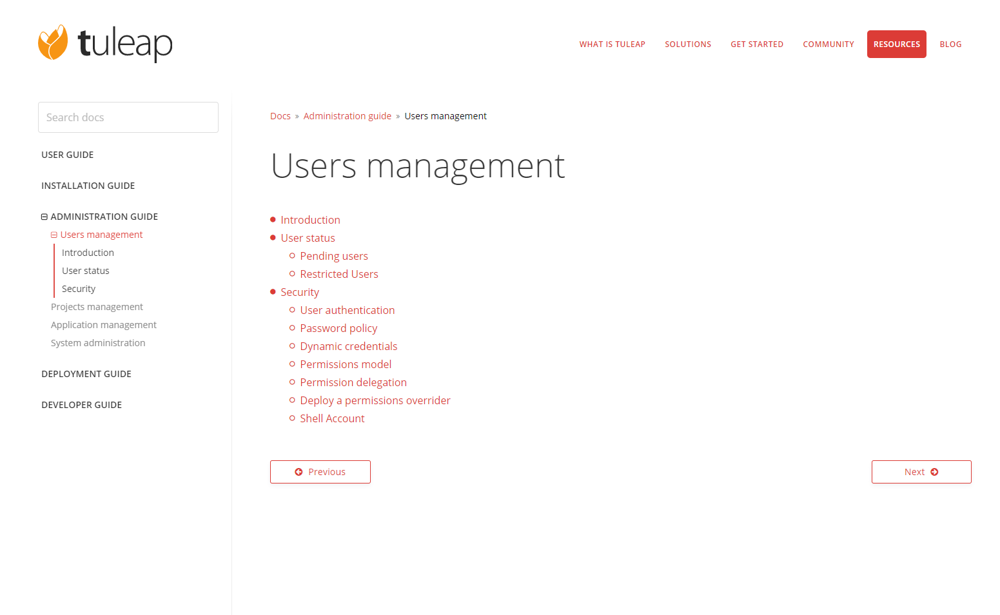 tuleap
WHAT IS TULEAP
SOLUTIONS
GET STARTED
COMMUNITY
RESOURCES
BLOG
Search docs
USER GUIDE
INSTALLATION GUIDE
ADMINISTRATION GUIDE
Users management
Introduction
User status
Security
Projects management
Application management
System administration
DEPLOYMENT GUIDE
DEVELOPER GUIDE
Docs » Administration guide » Users management
Users management
Introduction
User status
Pending users
Restricted Users
Security
User authentication
Password policy
Dynamic credentials
Permissions model
Permission delegation
Deploy a permissions overrider
Shell Account
Previous
Next